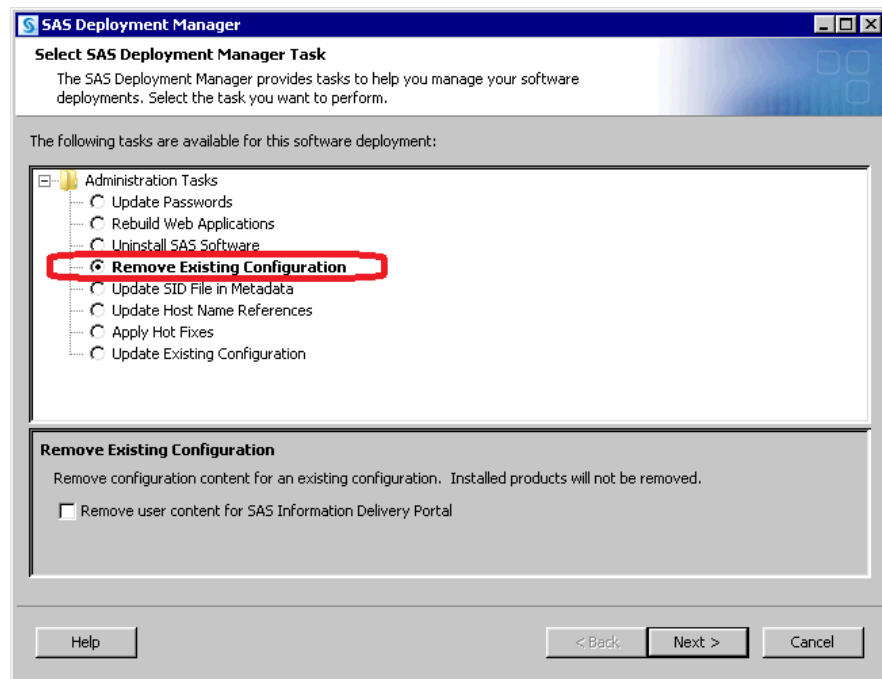 SAS Deployment Manager
Select SAS Deployment Manager Task
The SAS Deployment Manager provides tasks to help you manage your software
deployments. Select the task you want to perform.
The following tasks are available for this software deployment:
Administration Tasks
Update Passwords
Rebuild Web Applications
Uninstall SAS Software
Remove Existing Configuration
Update SID File in Metadata
Update Host Name References
Apply Hot Fixes
Update Existing Configuration
Remove Existing Configuration
Remove configuration content for an existing configuration. Installed products will not be removed.
Remove user content for SAS Information Delivery Portal
Help
< Back
Next >
Cancel